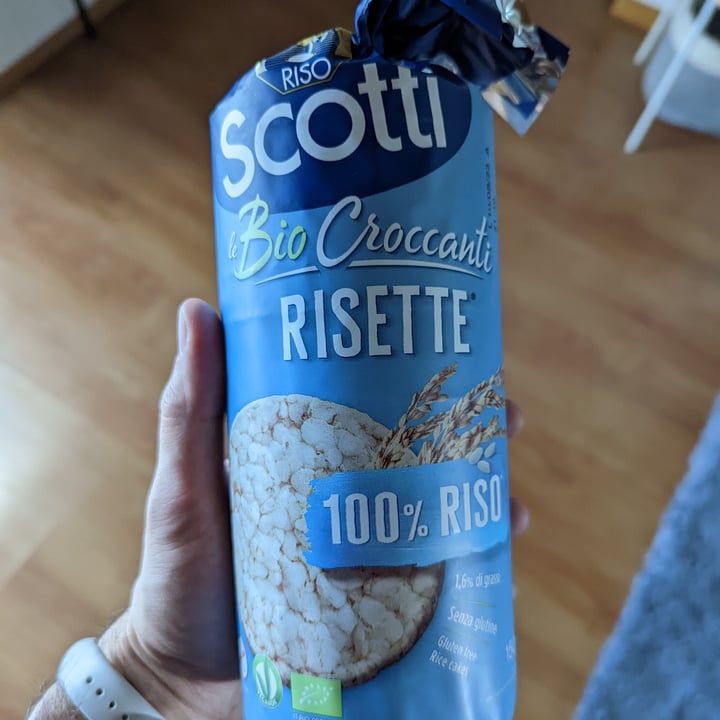 RISO
Scotti
le Bio Croccanti
RISETTE
100% RISO
1,6% di grassi
Senza glutine
Gluten free
Rice cakes